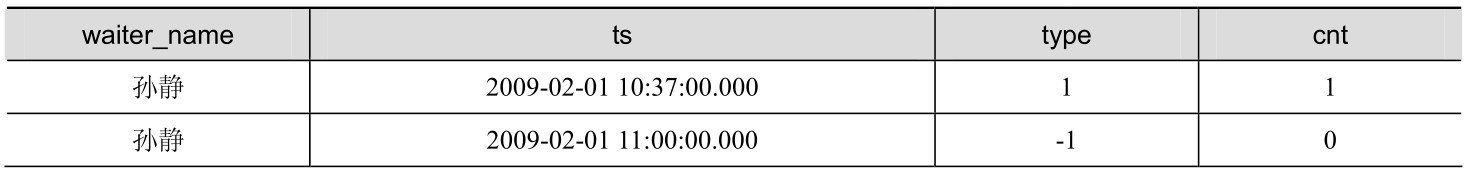 waiter_name ts type cnt
孙静 2009-02-01 10:37:00.000 1 1
孙静 2009-02-01 11:00:00.000 -1 0